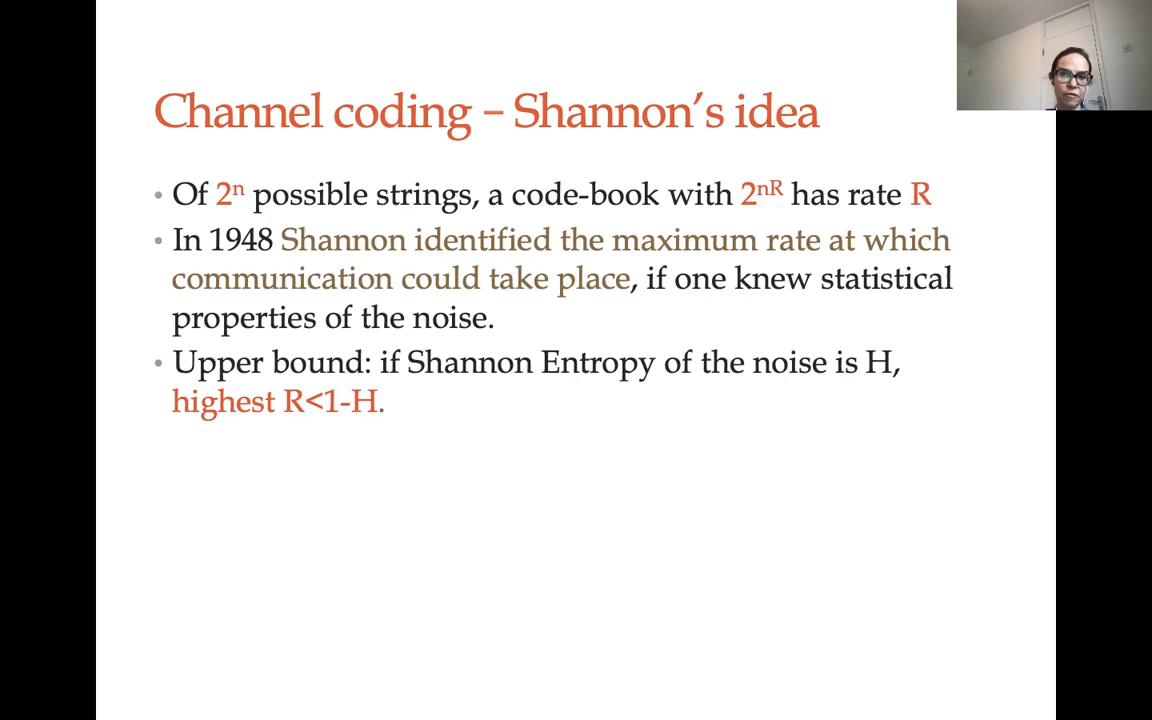 Channel coding – Shannon's idea
• Of 2ⁿ possible strings, a code-book with 2ⁿᴿ has rate R
• In 1948 Shannon identified the maximum rate at which
communication could take place, if one knew statistical
properties of the noise.
• Upper bound: if Shannon Entropy of the noise is H,
highest R<1-H.